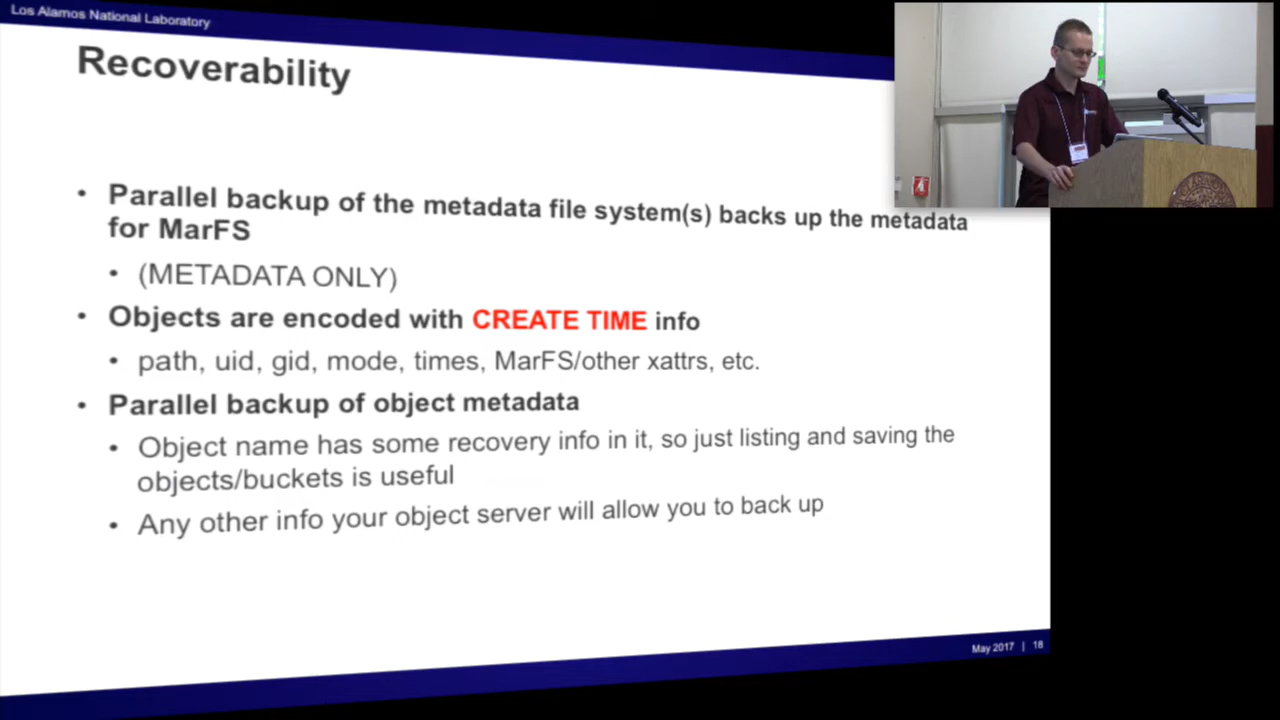 Los Alamos National Laboratory
Recoverability
• Parallel backup of the metadata file system(s) backs up the metadata
for MarFS
• (METADATA ONLY)
• Objects are encoded with CREATE TIME info
• path, uid, gid, mode, times, MarFS/other xattrs, etc.
• Parallel backup of object metadata
• Object name has some recovery info in it, so just listing and saving the
objects/buckets is useful
• Any other info your object server will allow you to back up
May 2017 | 18